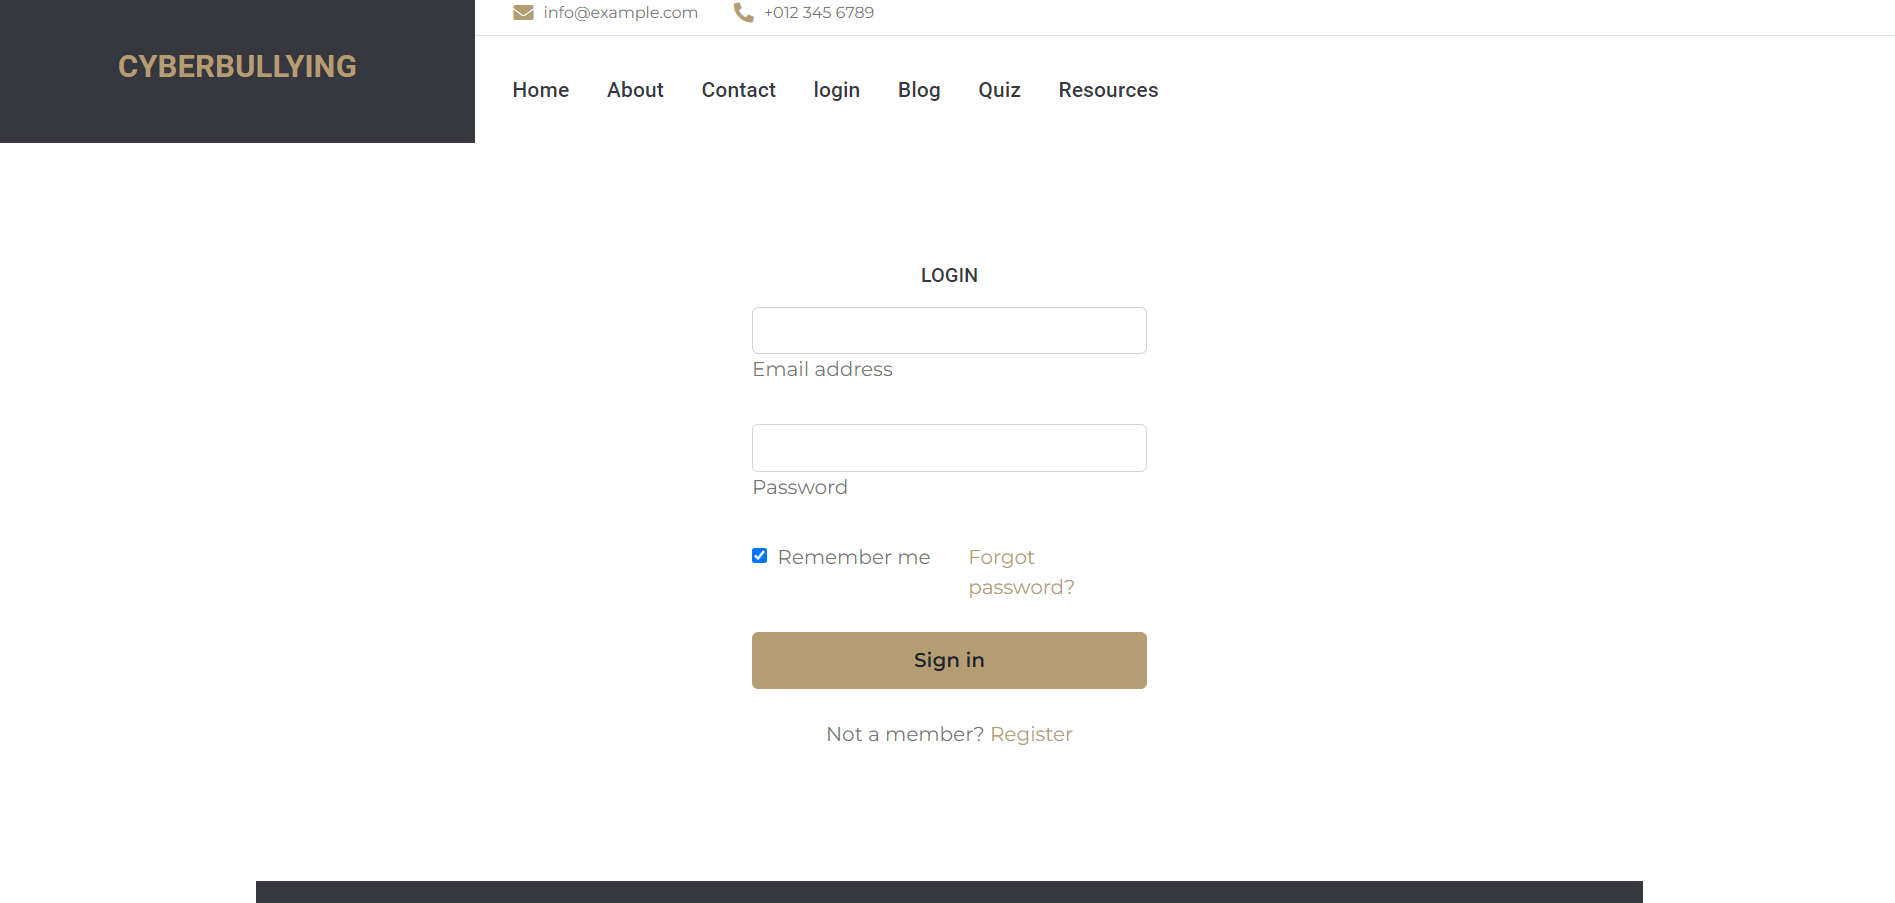 CYBERBULLYING
info@example.com +012 345 6789
Home About Contact login Blog Quiz Resources
LOGIN
Email address
Password
Remember me Forgot password?
Sign in
Not a member? Register